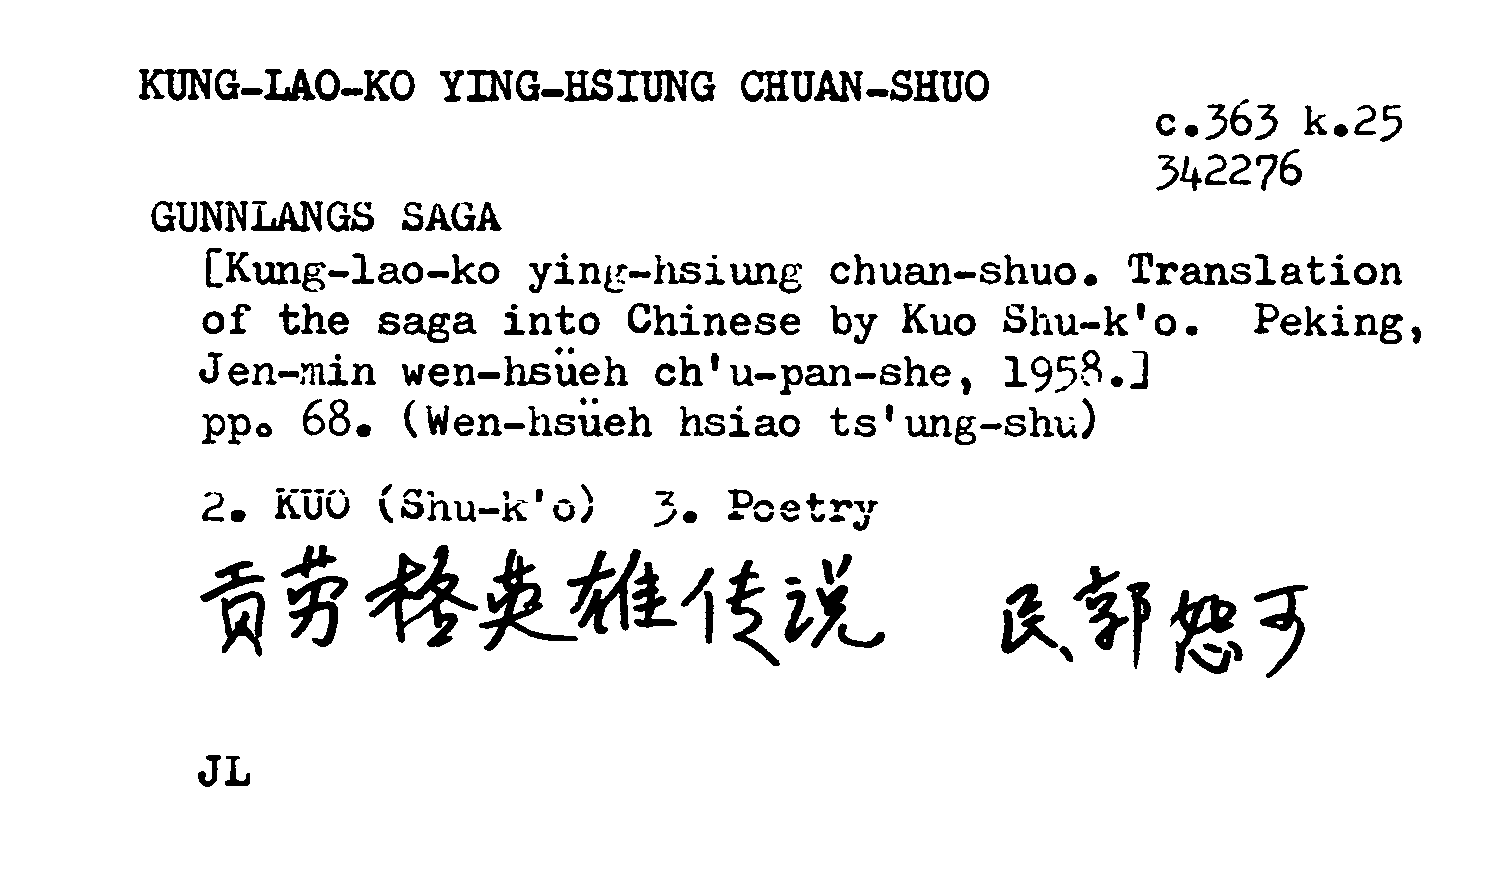 KUNG-LAO-KO YING-HSIUNG CHUAN-SHUO
c.363 k.25
342276
GUNNLANGS SAGA
[Kung-lao-ko ying-hsiung chuan-shuo. Translation
of the saga into Chinese by Kuo Shu-k'o. Peking,
Jen-min wen-hsüeh ch'u-pan-she, 1958.]
pp. 68. (Wen-hsüeh hsiao ts'ung-shu)
2. KUO (Shu-k'o) 3. Poetry
贡劳格英雄传说 民郭恕可
JL